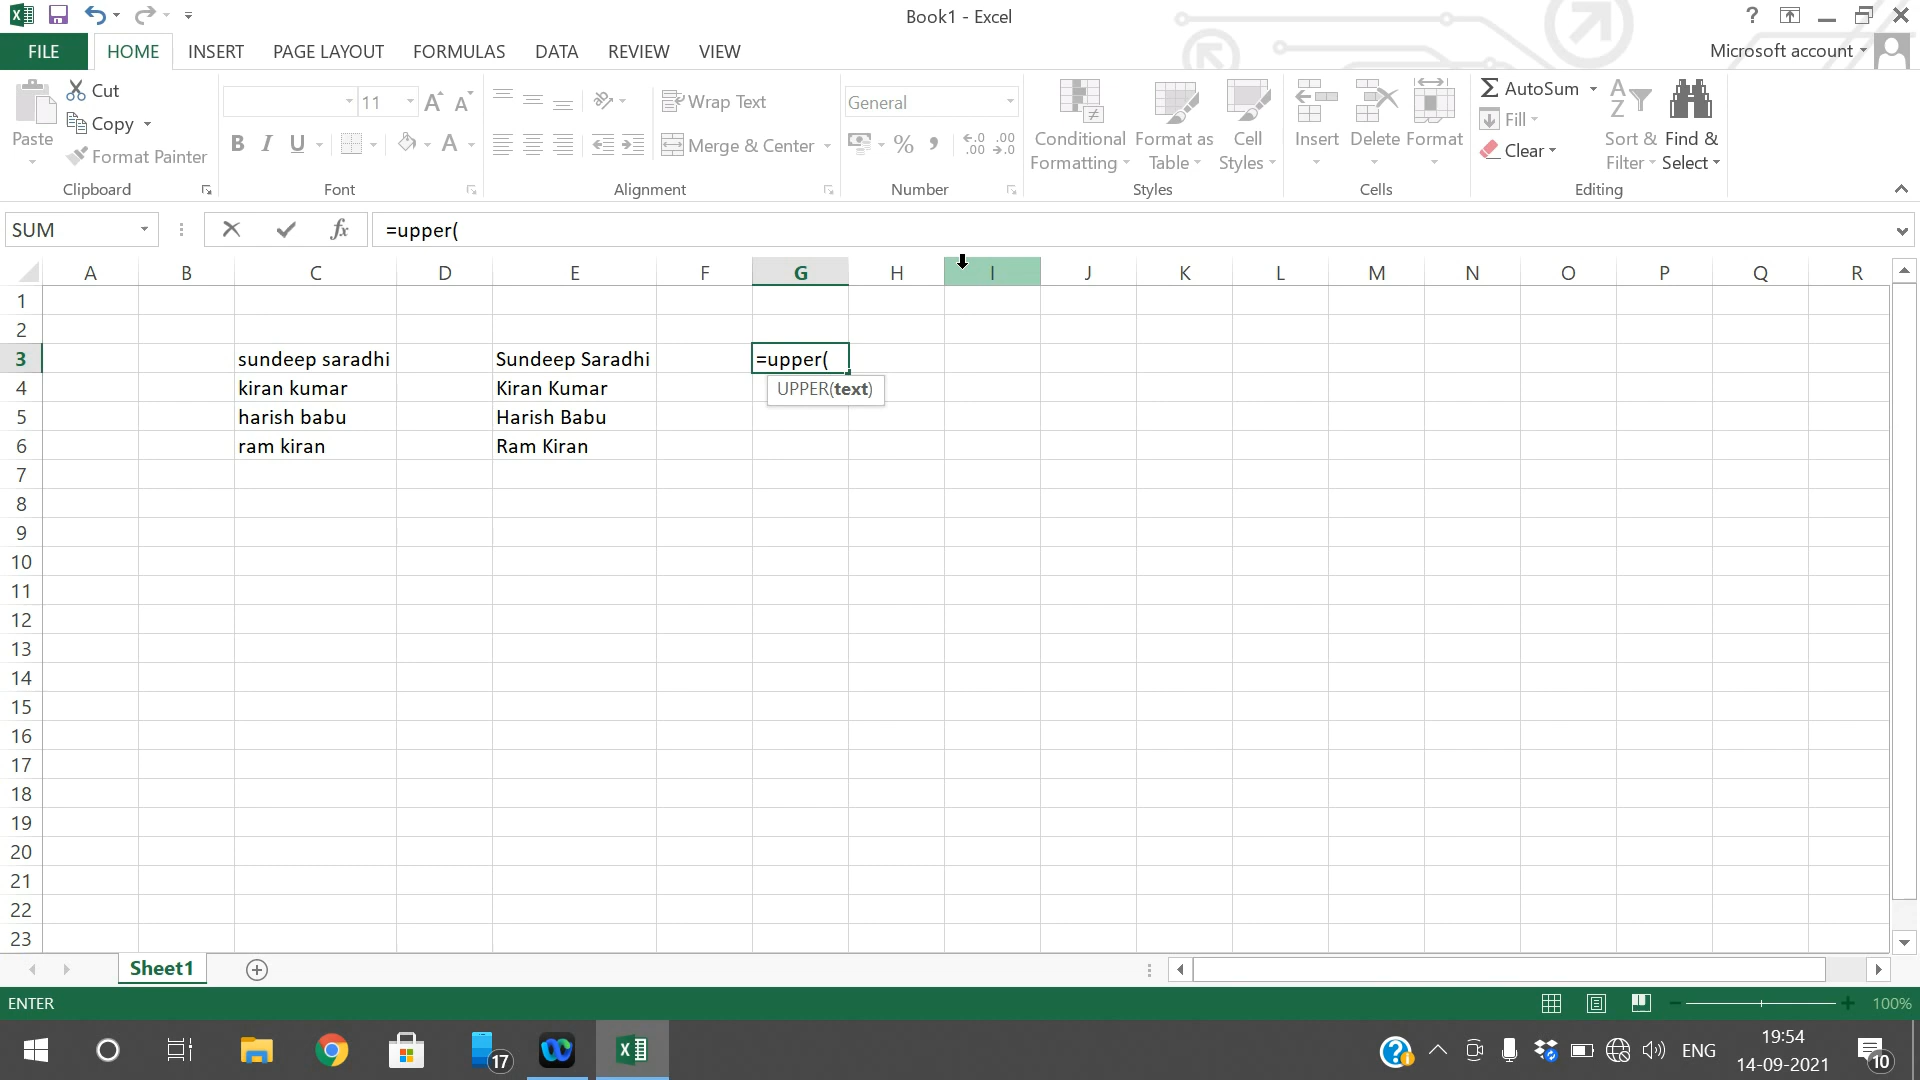 Book1 - Excel
?
FILE HOME INSERT PAGE LAYOUT FORMULAS DATA REVIEW VIEW Microsoft account
Paste
Cut
Copy
Format Painter
Clipboard
11
B I U
Font
Wrap Text
Merge & Center
Alignment
General
%
Number
Conditional Formatting
Format as Table
Cell Styles
Styles
Insert Delete Format
Cells
AutoSum
Fill
Clear
Sort & Filter
Find & Select
Editing
SUM fx =upper(
A B C D E F G H I J K L M N O P Q R
1
2
3 sundeep saradhi Sundeep Saradhi =upper(
4 kiran kumar Kiran Kumar UPPER(text)
5 harish babu Harish Babu
6 ram kiran Ram Kiran
7
8
9
10
11
12
13
14
15
16
17
18
19
20
21
22
23
Sheet1
ENTER 100%
17 ENG 19:54
14-09-2021
10